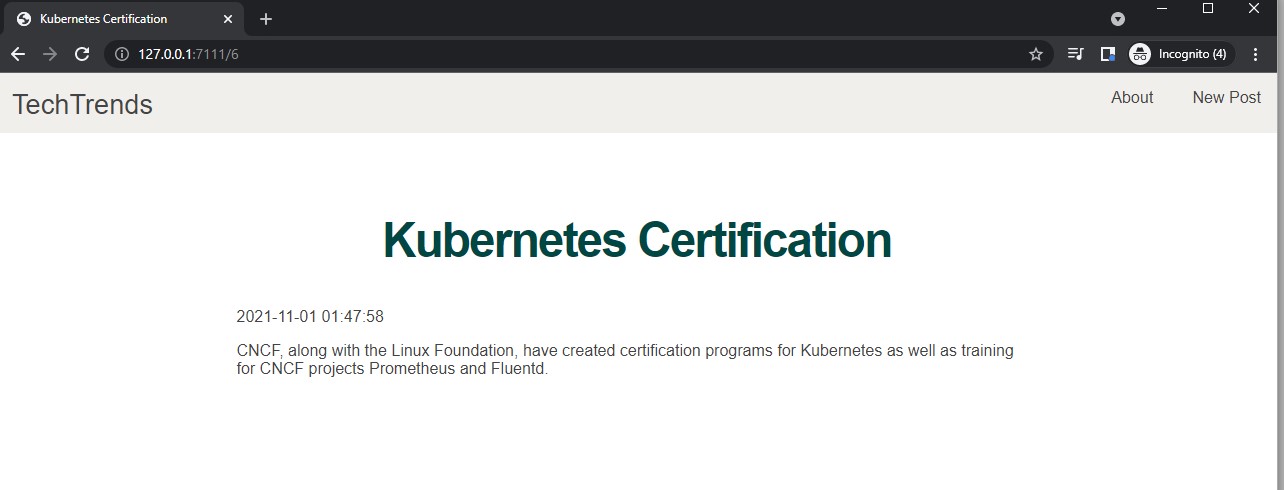 Kubernetes Certification
127.0.0.1:7111/6
Incognito (4)
TechTrends
About
New Post
Kubernetes Certification
2021-11-01 01:47:58
CNCF, along with the Linux Foundation, have created certification programs for Kubernetes as well as training
for CNCF projects Prometheus and Fluentd.